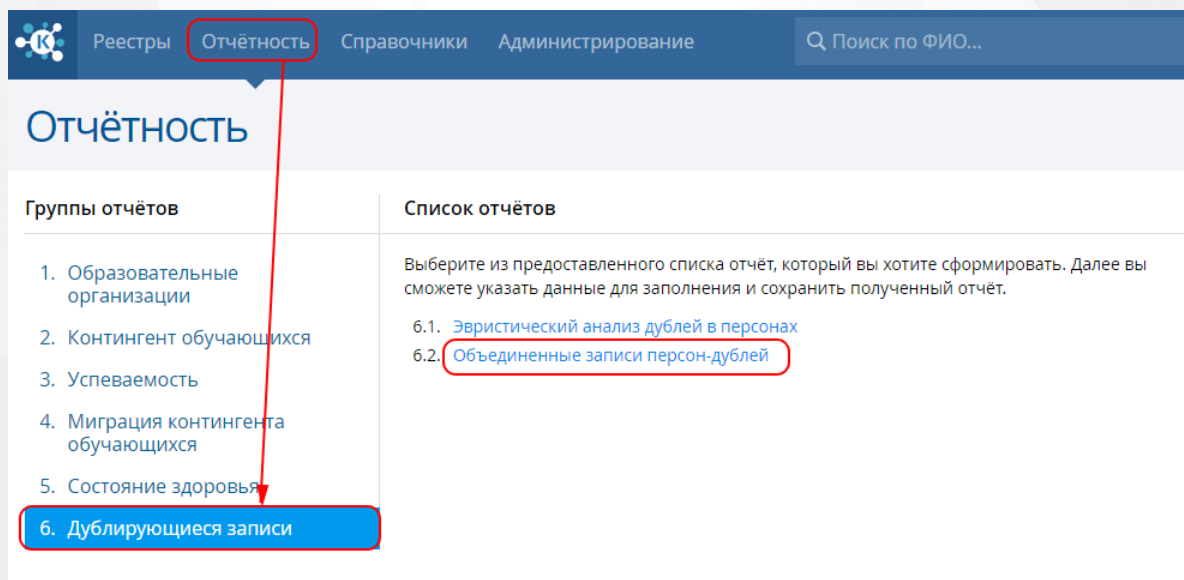 К Реестры Отчётность Справочники Администрирование Поиск по ФИО...
Отчётность
Группы отчётов
1. Образовательные
организации
2. Контингент обучающихся
3. Успеваемость
4. Миграция контингента
обучающихся
5. Состояние здоровья
6. Дублирующиеся записи
Список отчётов
Выберите из предоставленного списка отчёт, который вы хотите сформировать. Далее вы
сможете указать данные для заполнения и сохранить полученный отчёт.
6.1. Эвристический анализ дублей в персонах
6.2. Объединенные записи персон-дублей